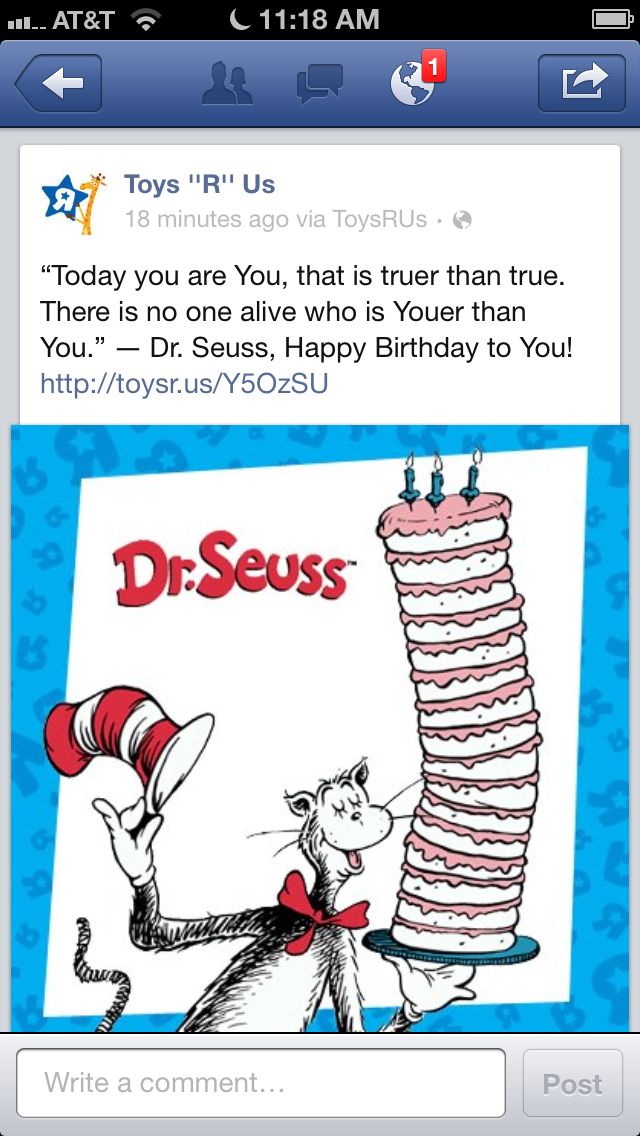 AT&T 11:18 AM
1
Toys "R" Us
18 minutes ago via ToysRUs ·
“Today you are You, that is truer than true.
There is no one alive who is Youer than
You.” — Dr. Seuss, Happy Birthday to You!
http://toysr.us/Y5OzSU
Dr. Seuss™
Write a comment...
Post